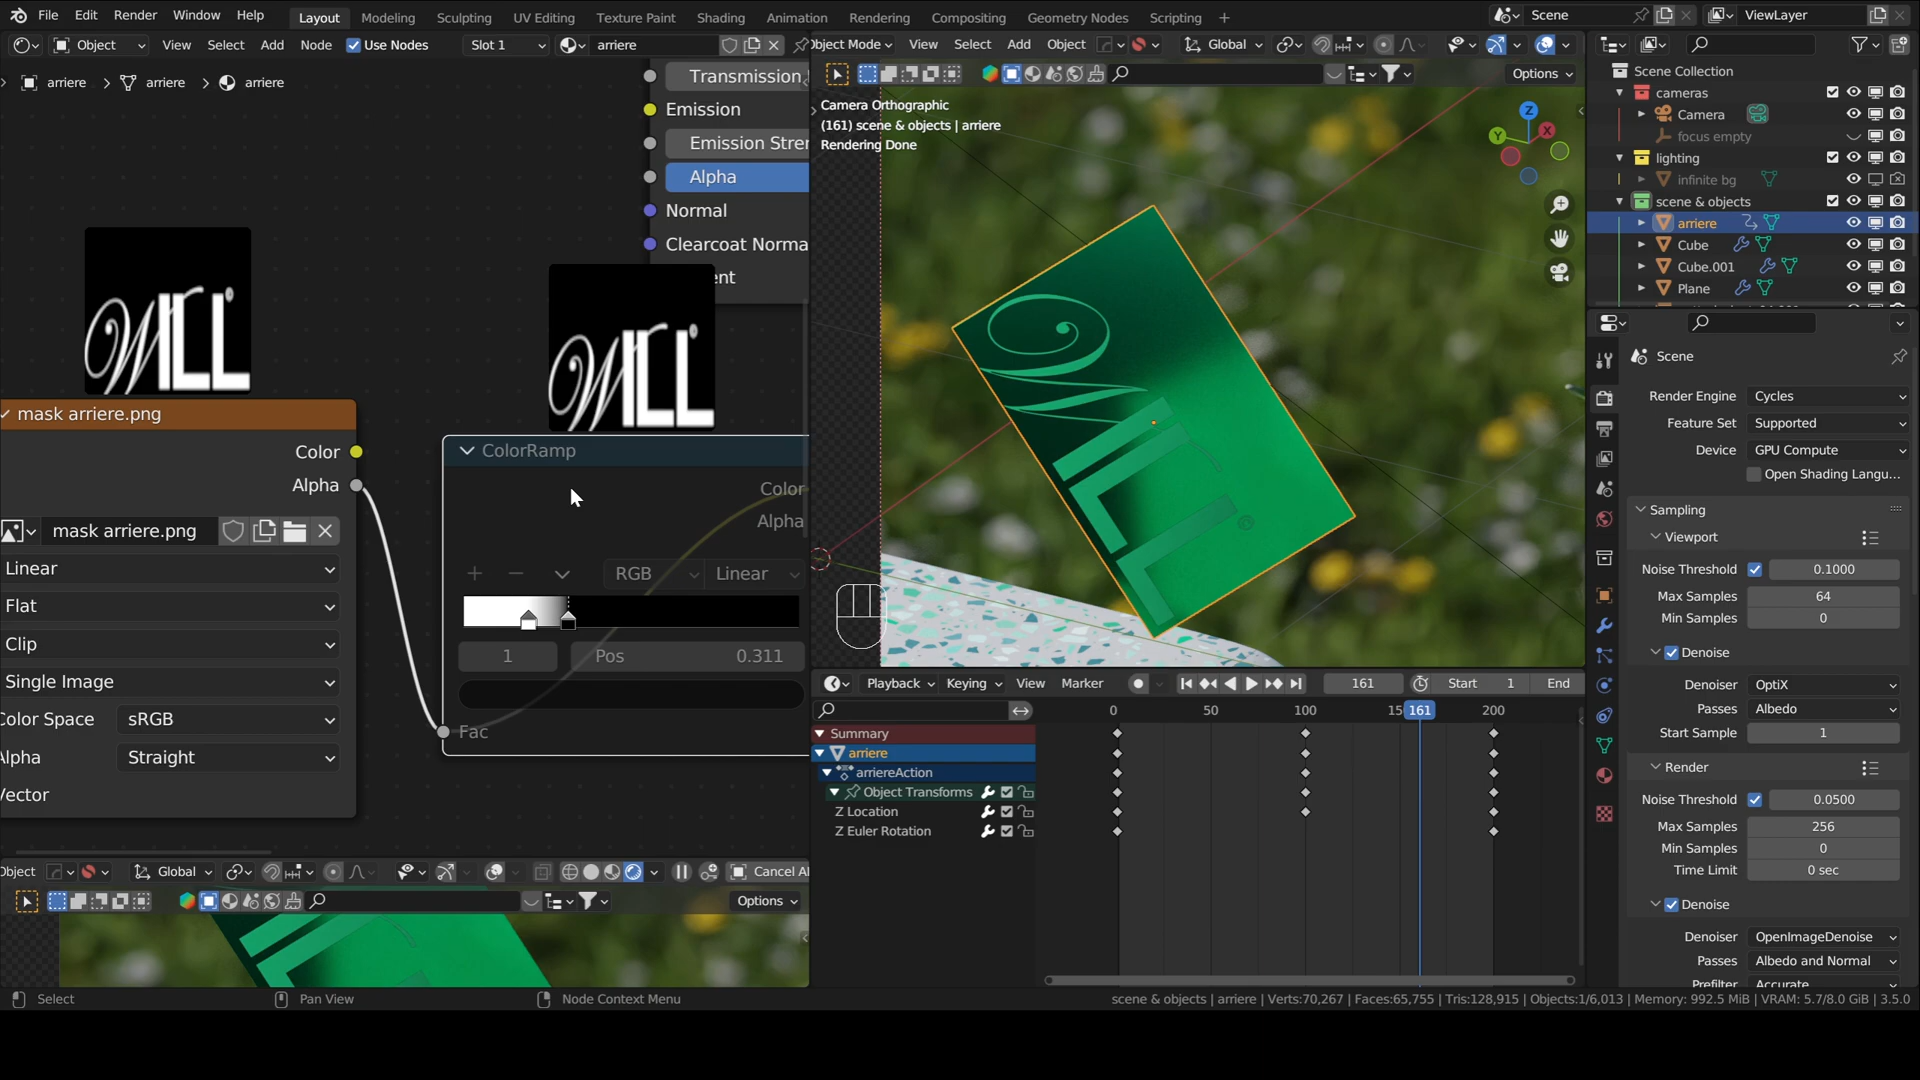 File Edit Render Window Help Layout Modeling Sculpting UV Editing Texture Paint Shading Animation Rendering Compositing Geometry Nodes Scripting + Scene ViewLayer
Object View Select Add Node Use Nodes Slot 1 arriere
arriere > arriere > arriere
Transmission
Emission
Emission Stren
Alpha
Normal
Clearcoat Norma
ent
WILL
WILL
mask arriere.png
Color
Alpha
mask arriere.png
Linear
Flat
Clip
Single Image
Color Space sRGB
Alpha Straight
Vector
ColorRamp
Color
Alpha
RGB Linear
1 Pos 0.311
Fac
Object Global Cancel A
Options
Object Mode View Select Add Object Global
Options
Camera Orthographic
(161) scene & objects | arriere
Rendering Done
Z
Y
X
WILL
Playback Keying View Marker 161 Start 1 End
0 50 100 15 161 200
Summary
arriere
arriereAction
Object Transforms
Z Location
Z Euler Rotation
Scene Collection
cameras
Camera
focus empty
lighting
infinite bg
scene & objects
arriere
Cube
Cube.001
Plane
Scene
Render Engine Cycles
Feature Set Supported
Device GPU Compute
Open Shading Langu...
Sampling
Viewport
Noise Threshold 0.1000
Max Samples 64
Min Samples 0
Denoise
Denoiser OptiX
Passes Albedo
Start Sample 1
Render
Noise Threshold 0.0500
Max Samples 256
Min Samples 0
Time Limit 0 sec
Denoise
Denoiser OpenImageDenoise
Passes Albedo and Normal
Prefilter Accurate
Select Pan View Node Context Menu scene & objects | arriere | Verts:70,267 | Faces:65,755 | Tris:128,915 | Objects:1/6,013 | Memory: 992.5 MiB | VRAM: 5.7/8.0 GiB | 3.5.0